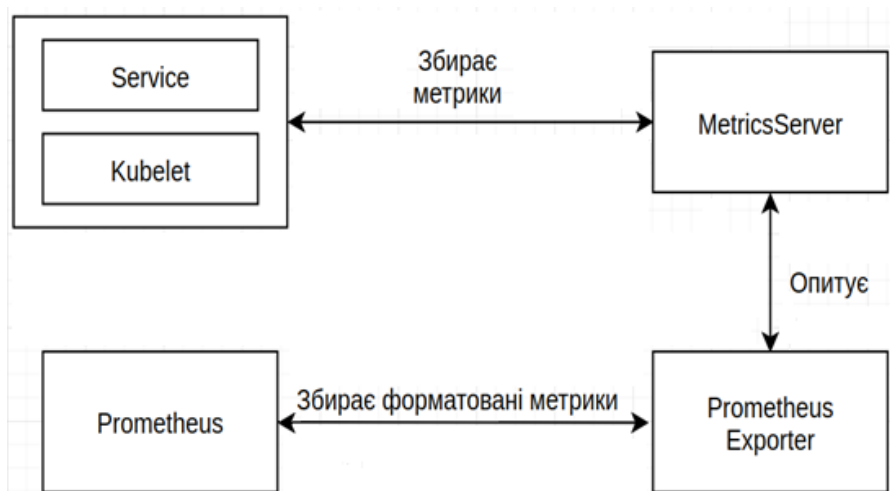 Service
Kubelet
Збирає
метрики
MetricsServer
Опитує
Prometheus
Збирає форматовані метрики
Prometheus
Exporter